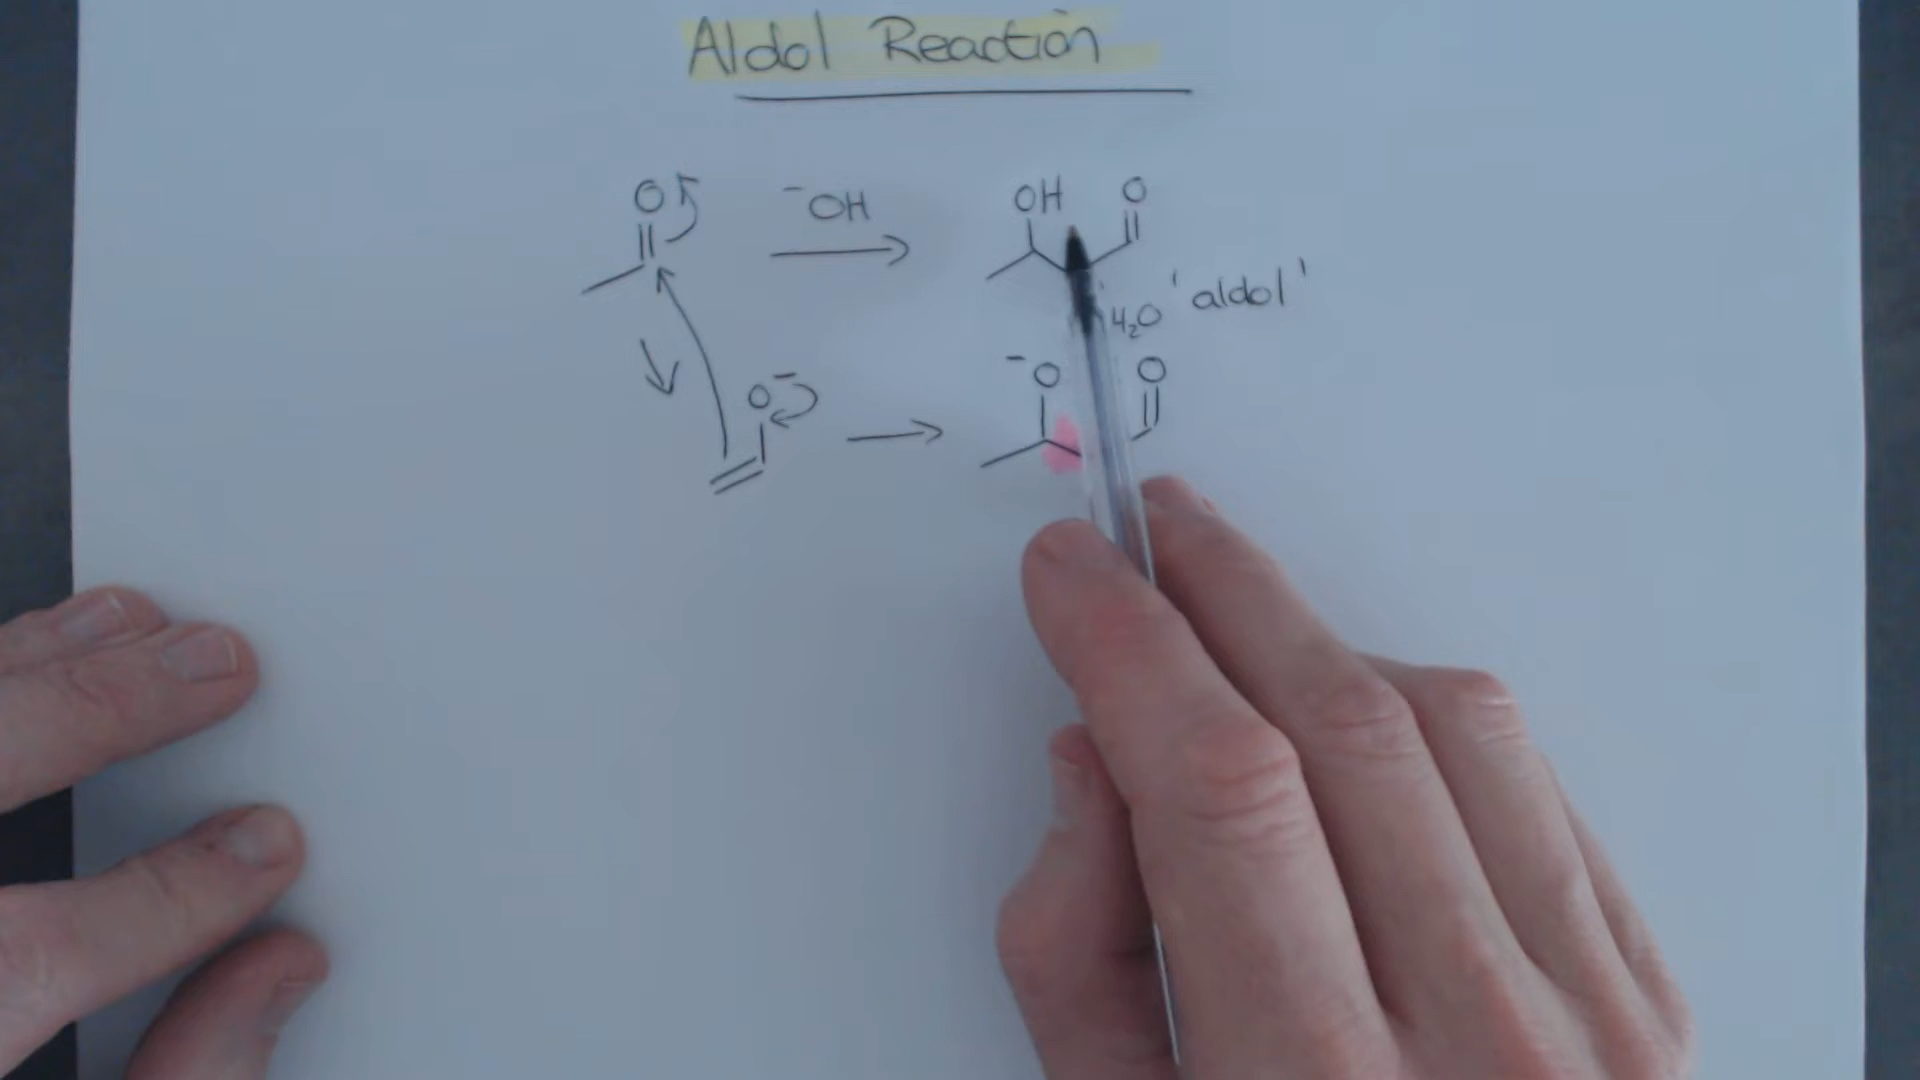 Aldol Reaction
O ⁻OH OH O
H₂O 'aldol'
O⁻ ⁻O O